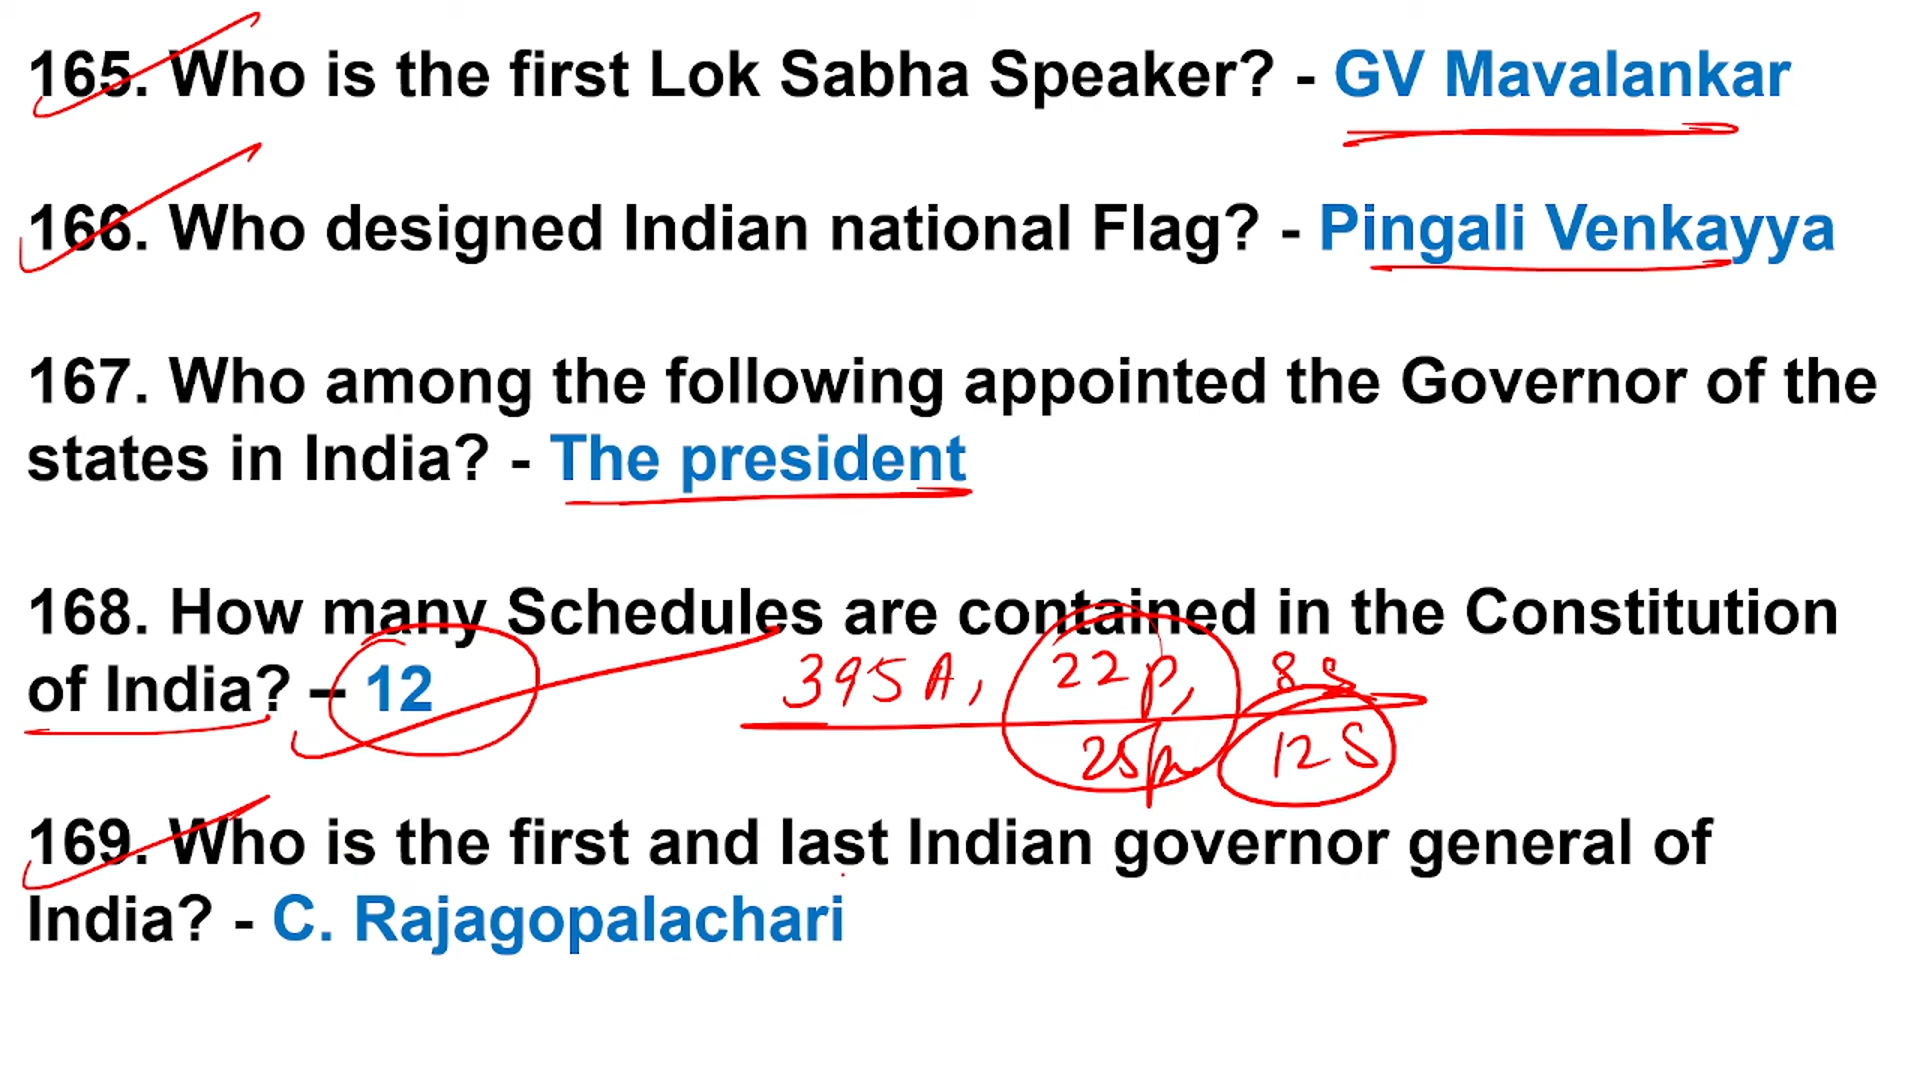 165. Who is the first Lok Sabha Speaker? - GV Mavalankar
166. Who designed Indian national Flag? - Pingali Venkayya
167. Who among the following appointed the Governor of the
states in India? - The president
168. How many Schedules are contained in the Constitution
of India? – 12
395 A, 22 P, 8 S
25 P 12 S
169. Who is the first and last Indian governor general of
India? - C. Rajagopalachari